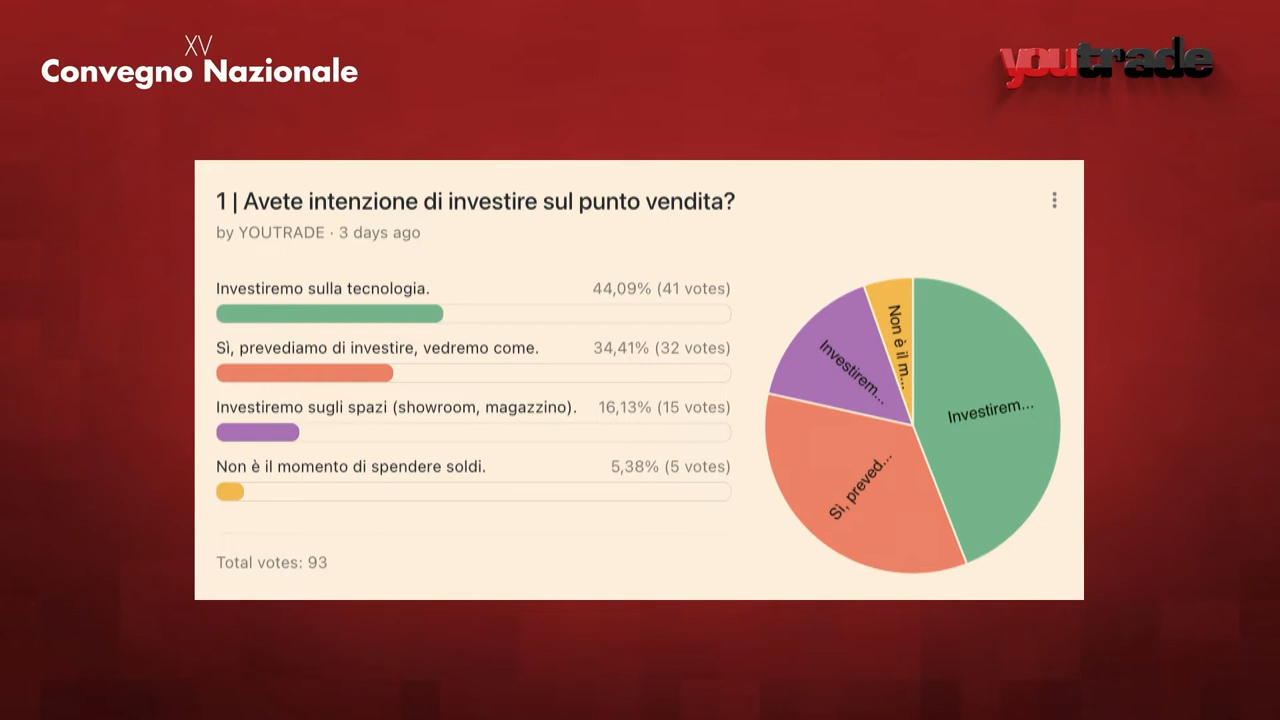 XV
Convegno Nazionale
youtrade
1 | Avete intenzione di investire sul punto vendita?
by YOUTRADE · 3 days ago
Investiremo sulla tecnologia. 44,09% (41 votes)
Sì, prevediamo di investire, vedremo come. 34,41% (32 votes)
Investiremo sugli spazi (showroom, magazzino). 16,13% (15 votes)
Non è il momento di spendere soldi. 5,38% (5 votes)
Total votes: 93
Non è il m...
Investirem...
Investirem...
Sì, preved...